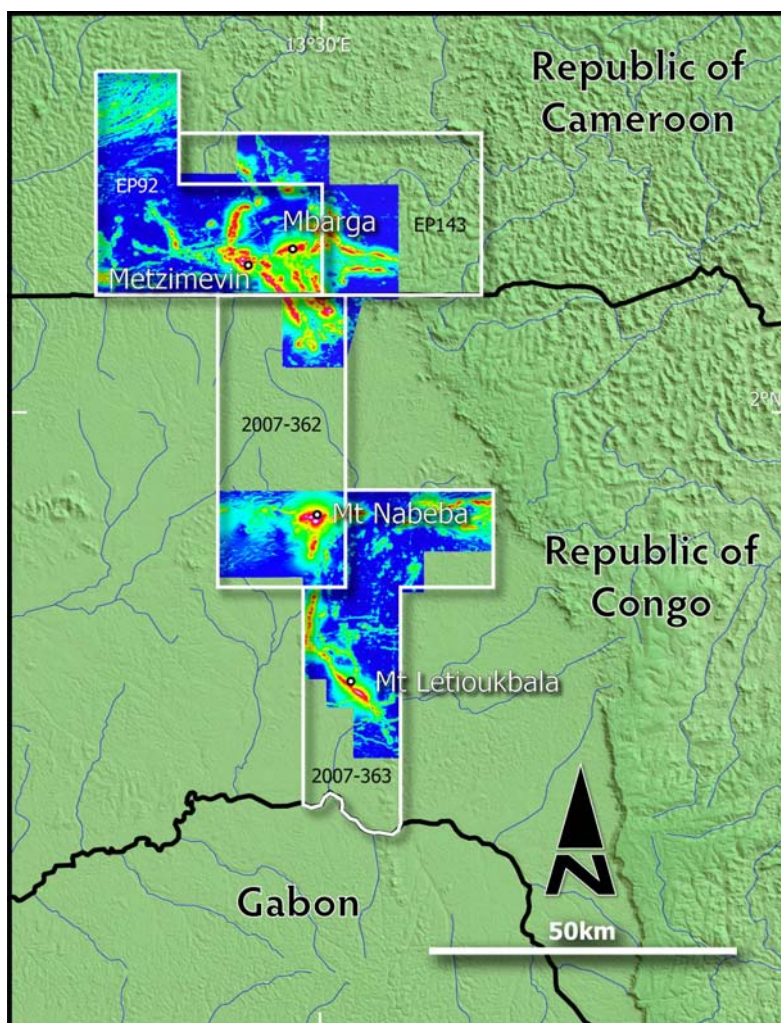 13°30'E
Republic of
Cameroon
EP92
Mbarga
EP143
Metzimevin
2°N
2007-362
Mt Nabeba
Republic of
Congo
Mt Letioukbala
2007-363
Gabon
N
50km